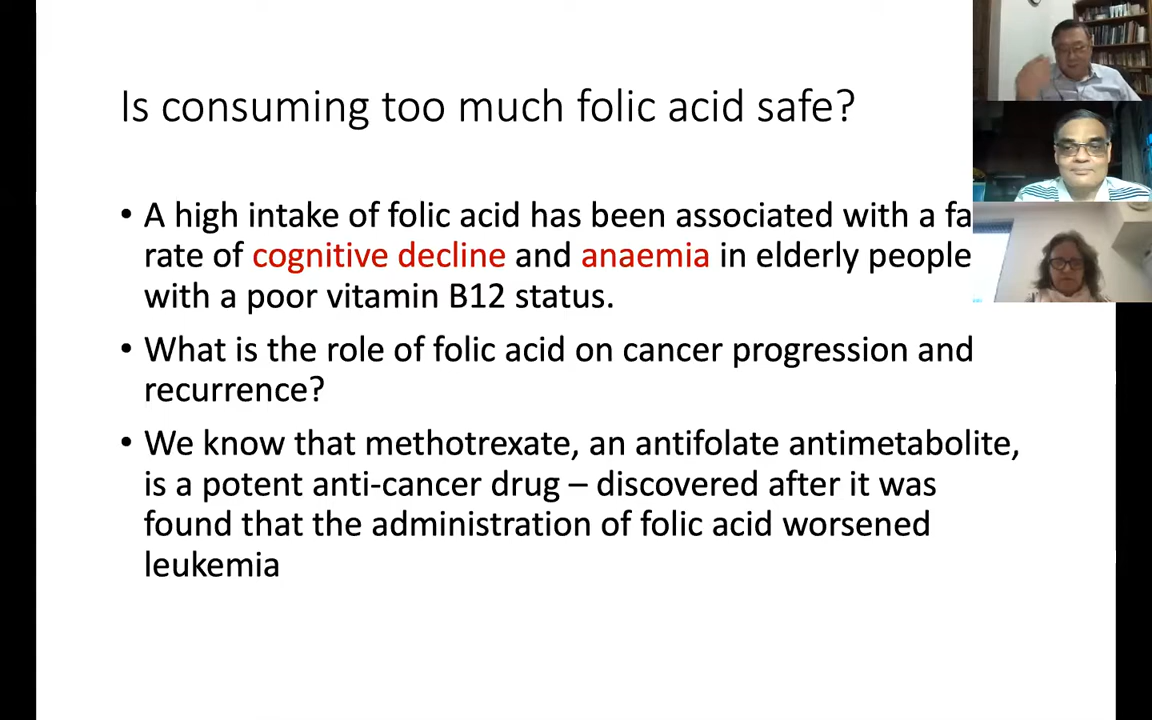 Is consuming too much folic acid safe?
• A high intake of folic acid has been associated with a
rate of cognitive decline and anaemia in elderly people
with a poor vitamin B12 status.
• What is the role of folic acid on cancer progression and
recurrence?
• We know that methotrexate, an antifolate antimetabolite,
is a potent anti-cancer drug – discovered after it was
found that the administration of folic acid worsened
leukemia